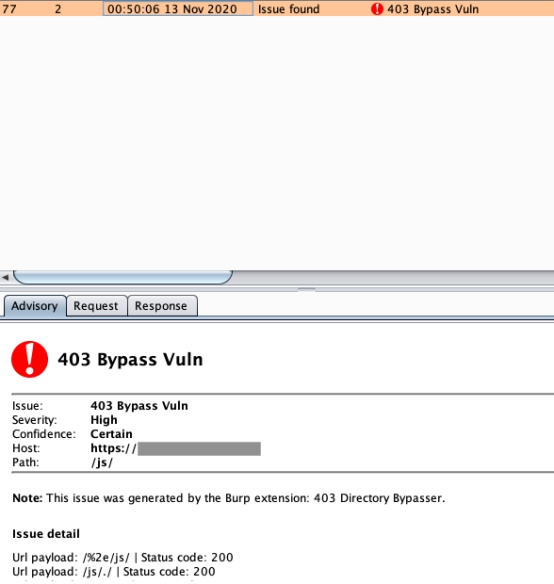 77 2 00:50:06 13 Nov 2020 Issue found 403 Bypass Vuln
Advisory Request Response
403 Bypass Vuln
Issue: 403 Bypass Vuln
Severity: High
Confidence: Certain
Host: https://
Path: /js/
Note: This issue was generated by the Burp extension: 403 Directory Bypasser.
Issue detail
Url payload: /%2e/js/ | Status code: 200
Url payload: /js/./ | Status code: 200